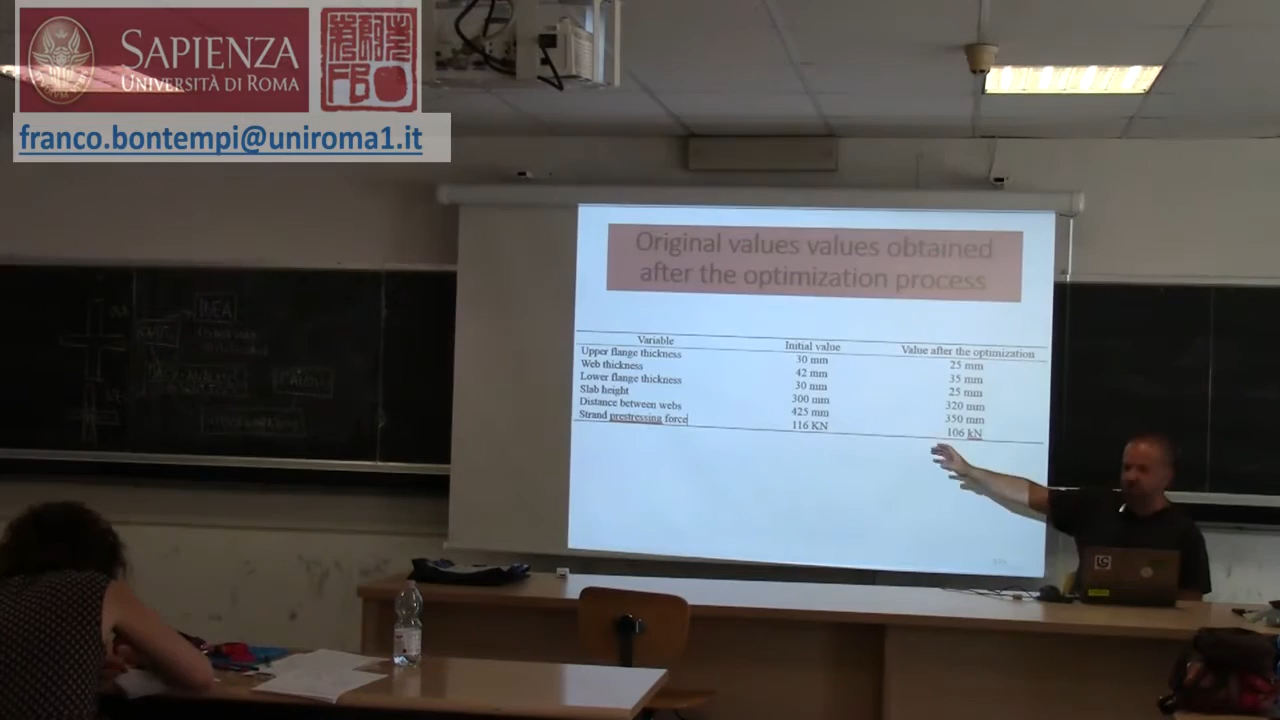 SAPIENZA
UNIVERSITÀ DI ROMA
FBO
franco.bontempi@uniroma1.it
Original values values obtained
after the optimization process
Variable Initial value Value after the optimization
Upper flange thickness 30 mm 25 mm
Web thickness 42 mm 35 mm
Lower flange thickness 30 mm 25 mm
Slab height 300 mm 320 mm
Distance between webs 425 mm 350 mm
Strand prestressing force 116 KN 106 kN
IDEA